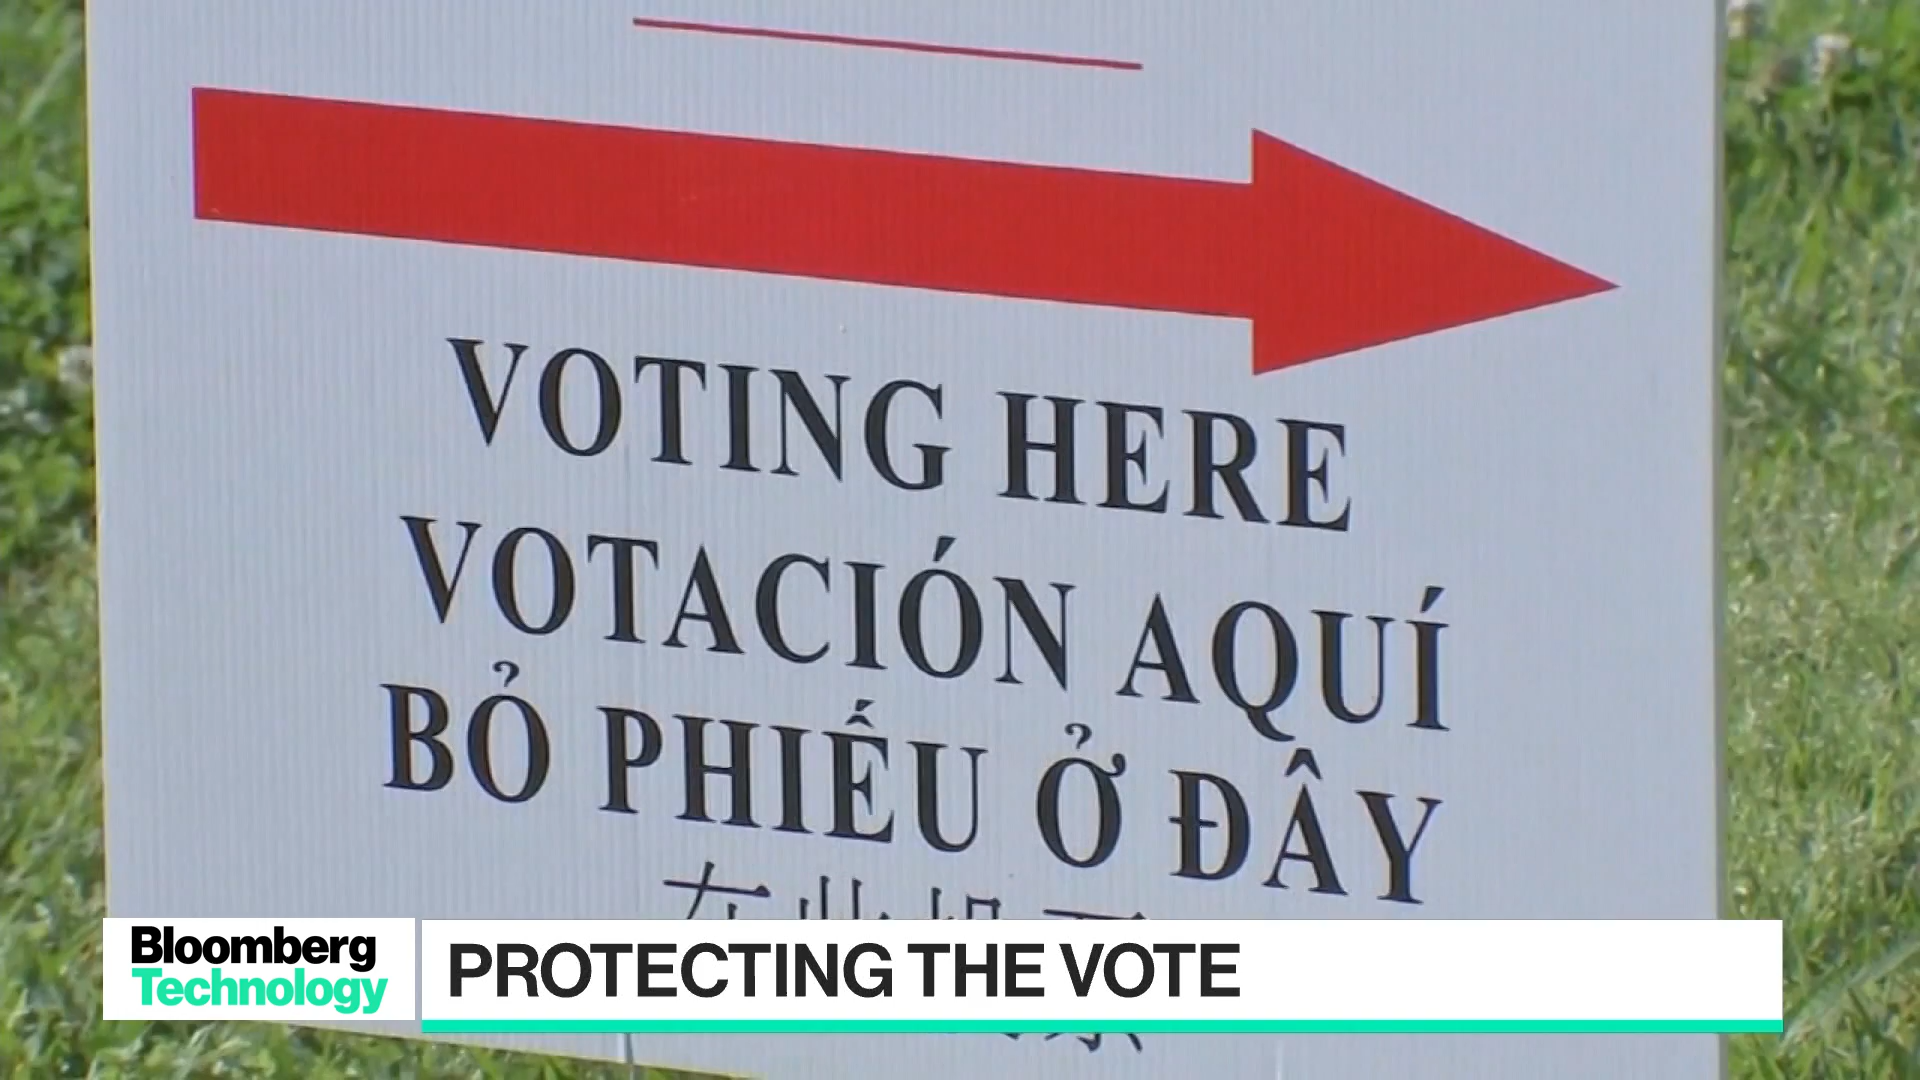 VOTING HERE
VOTACIÓN AQUÍ
BỎ PHIẾU Ở ĐÂY
Bloomberg
Technology
PROTECTING THE VOTE